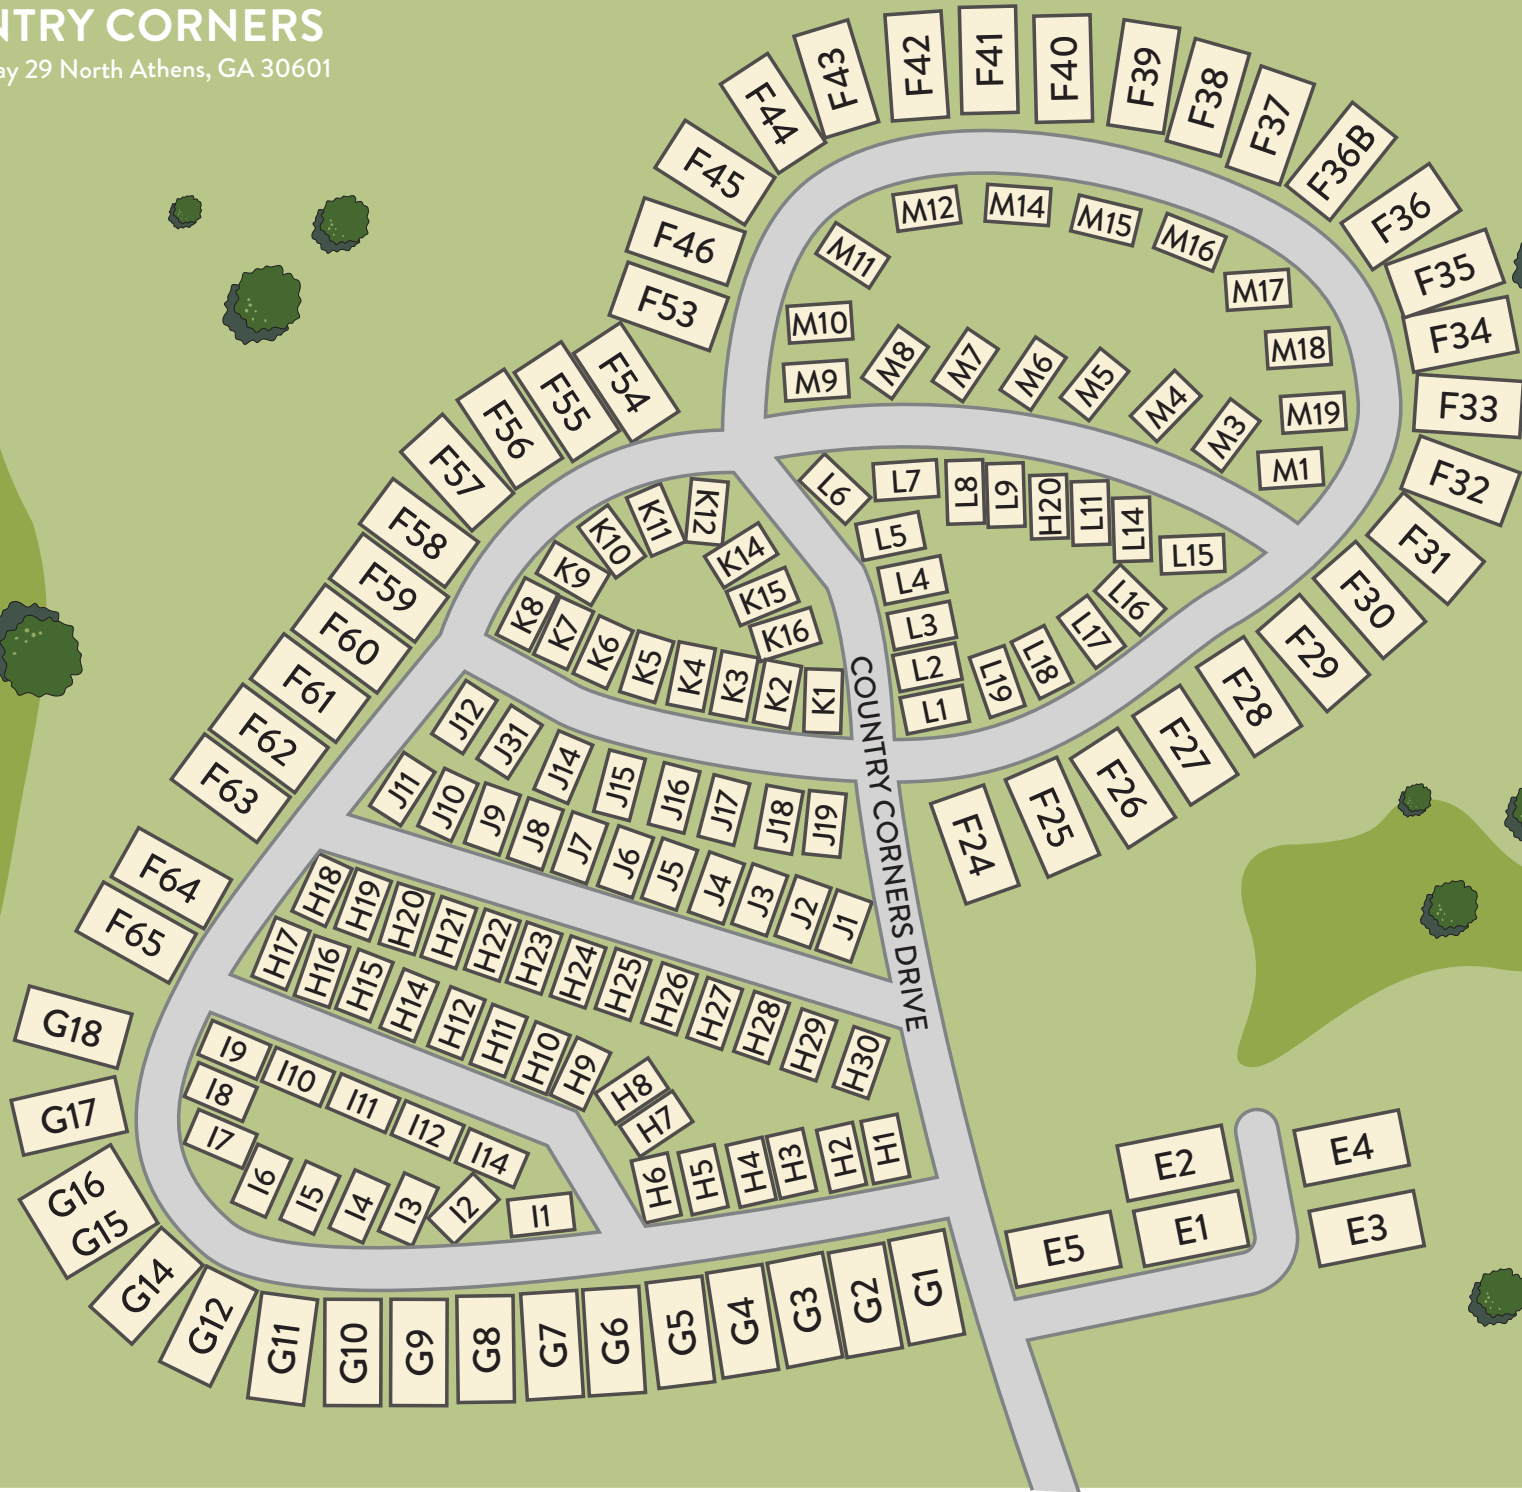 NTRY CORNERS
ay 29 North Athens, GA 30601
F43
F42
F41
F40
F39
F38
F37
F36B
F36
F35
F34
F33
F32
F31
F30
F29
F28
F27
F26
F25
F24
F44
F45
F46
F53
F54
F55
F56
F57
F58
F59
F60
F61
F62
F63
F64
F65
M12
M14
M15
M16
M11
M17
M10
M18
M9
M8
M7
M6
M5
M4
M3
M19
M1
L6
L7
L8
L9
H20
L11
L14
L15
L5
L4
L3
L2
L1
L16
L17
L18
L19
K12
K11
K10
K9
K14
K15
K16
K8
K7
K6
K5
K4
K3
K2
K1
COUNTRY CORNERS DRIVE
J12
J31
J14
J15
J16
J17
J18
J19
J11
J10
J9
J8
J7
J6
J5
J4
J3
J2
J1
H18
H19
H20
H21
H22
H23
H24
H25
H26
H27
H28
H29
H30
H17
H16
H15
H14
H12
H11
H10
H9
H8
H7
H6
H5
H4
H3
H2
H1
I9
I10
I11
I12
I14
I8
I7
I6
I5
I4
I3
I2
I1
G18
G17
G16
G15
G14
G12
G11
G10
G9
G8
G7
G6
G5
G4
G3
G2
G1
E2
E4
E1
E3
E5